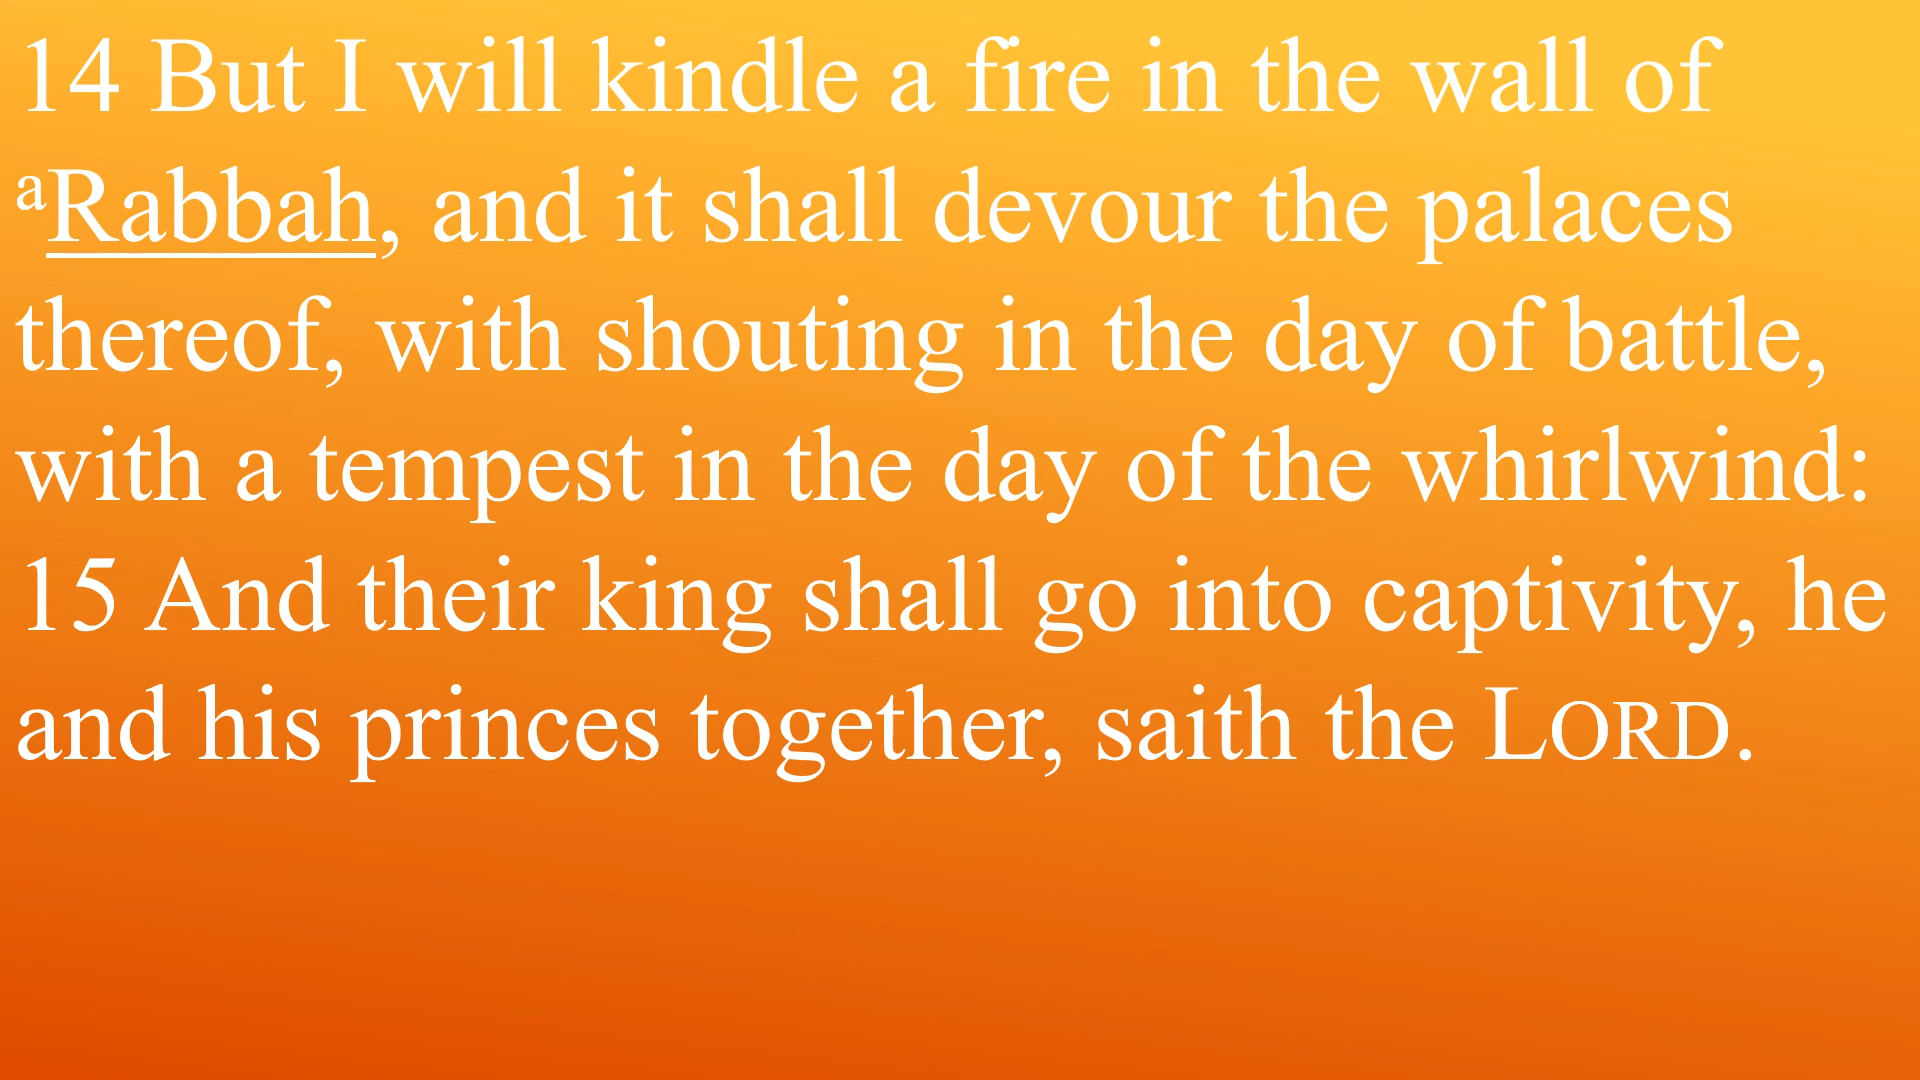 14 But I will kindle a fire in the wall of
aRabbah, and it shall devour the palaces
thereof, with shouting in the day of battle,
with a tempest in the day of the whirlwind:
15 And their king shall go into captivity, he
and his princes together, saith the LORD.